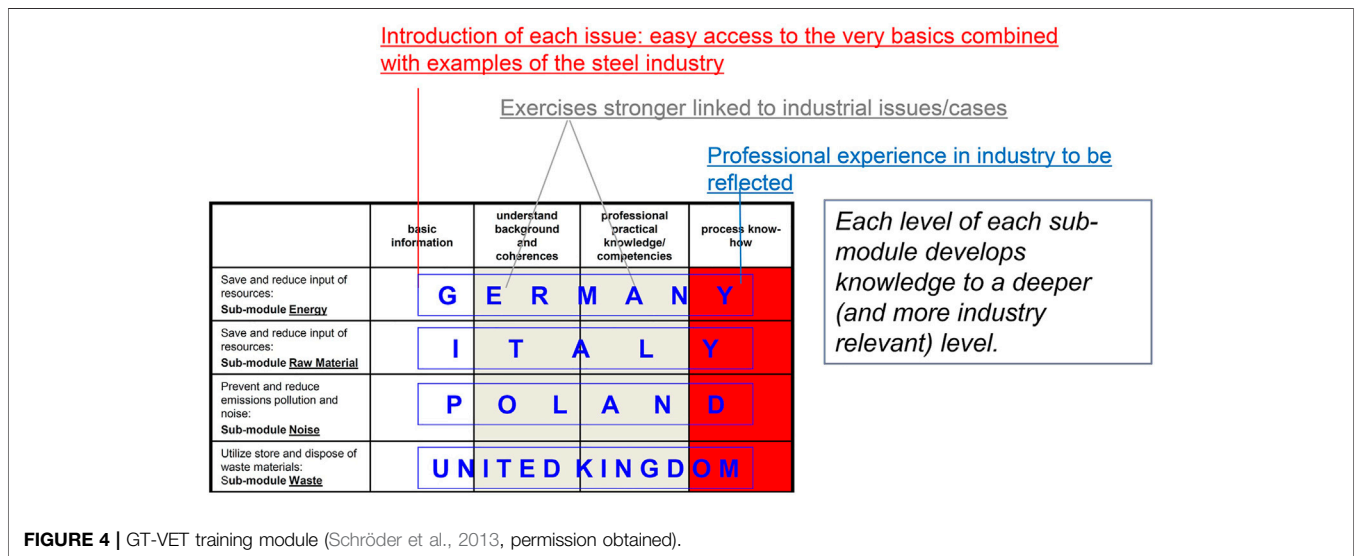 Introduction of each issue: easy access to the very basics combined
with examples of the steel industry
Exercises stronger linked to industrial issues/cases
Professional experience in industry to be
reflected
basic
information
understand
background
and
coherences
professional
practical
knowledge/
competencies
process know-
how
Save and reduce input of
resources:
Sub-module Energy
G E R M A N Y
Save and reduce input of
resources:
Sub-module Raw Material
I T A L Y
Prevent and reduce
emissions pollution and
noise:
Sub-module Noise
P O L A N D
Utilize store and dispose of
waste materials:
Sub-module Waste
UNITED KINGDOM
Each level of each sub-
module develops
knowledge to a deeper
(and more industry
relevant) level.
FIGURE 4 | GT-VET training module (Schröder et al., 2013, permission obtained).